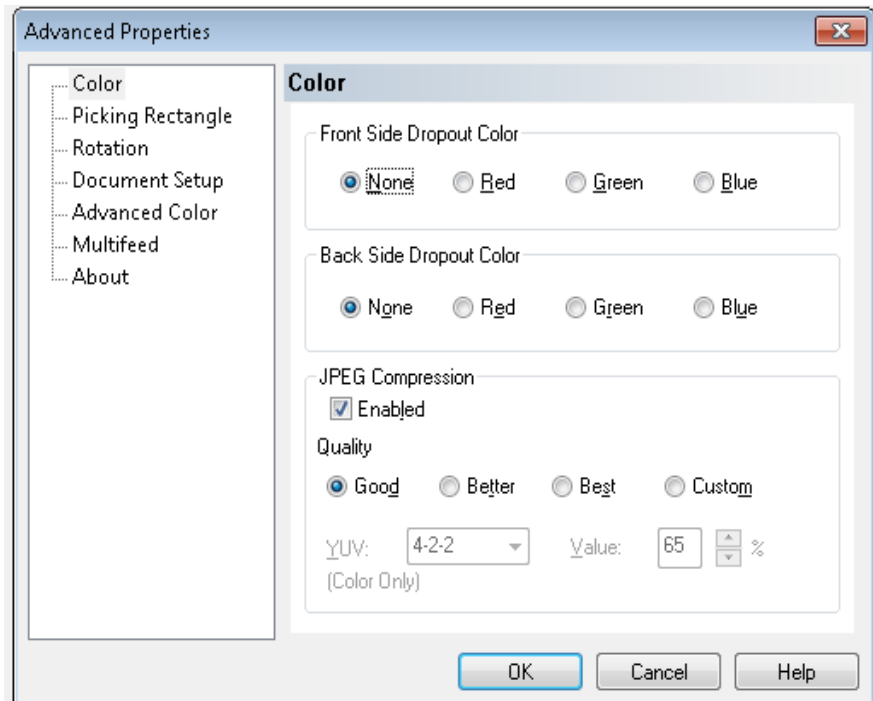 Advanced Properties
Color
Picking Rectangle
Rotation
Document Setup
Advanced Color
Multifeed
About
Color
Front Side Dropout Color
None Red Green Blue
Back Side Dropout Color
None Red Green Blue
JPEG Compression
Enabled
Quality
Good Better Best Custom
YUV: 4-2-2 Value: 65 %
(Color Only)
OK Cancel Help